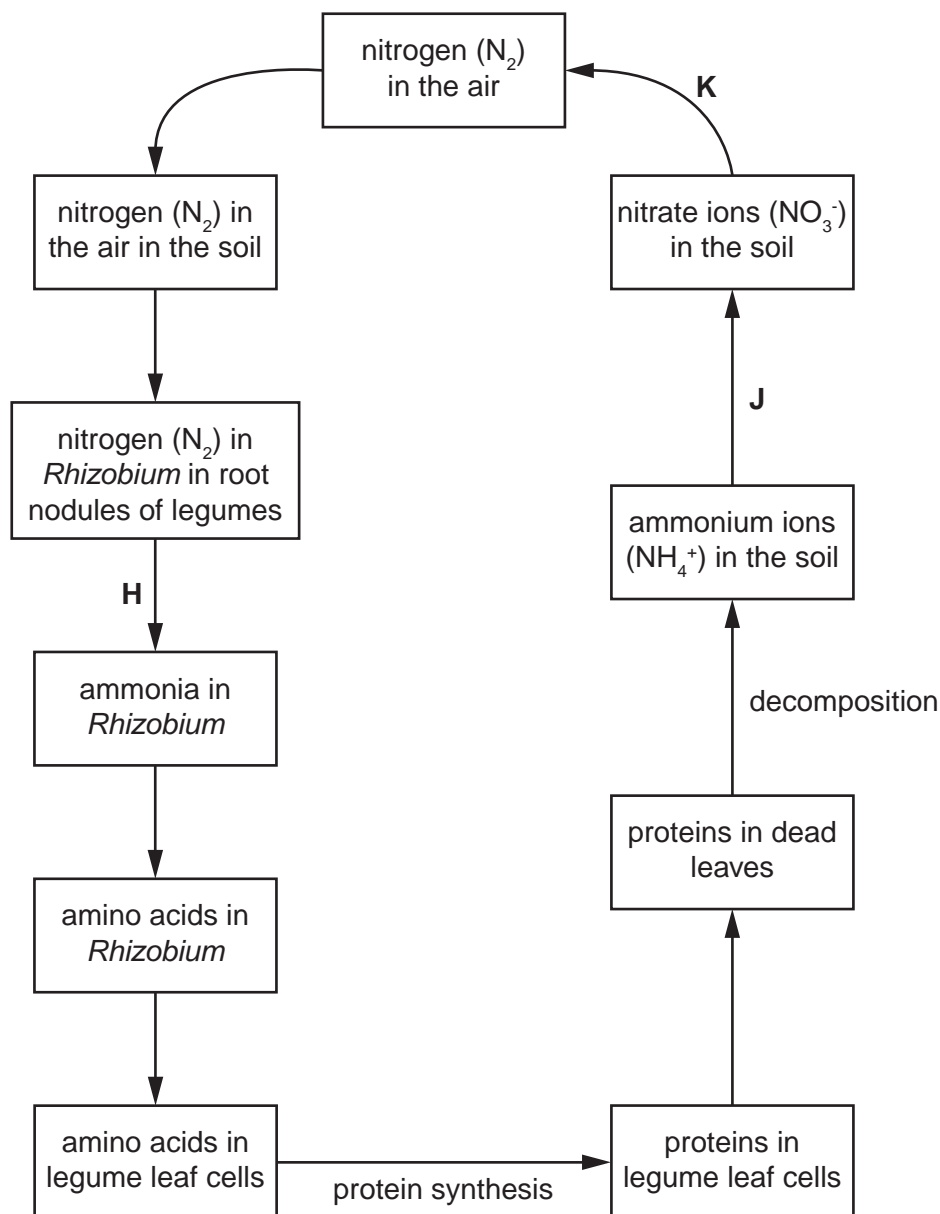 nitrogen (N₂)
in the air
K
nitrogen (N₂) in
the air in the soil
nitrate ions (NO₃⁻)
in the soil
J
nitrogen (N₂) in
Rhizobium in root
nodules of legumes
ammonium ions
(NH₄⁺) in the soil
H
ammonia in
Rhizobium
decomposition
proteins in dead
leaves
amino acids in
Rhizobium
amino acids in
legume leaf cells
protein synthesis
proteins in
legume leaf cells